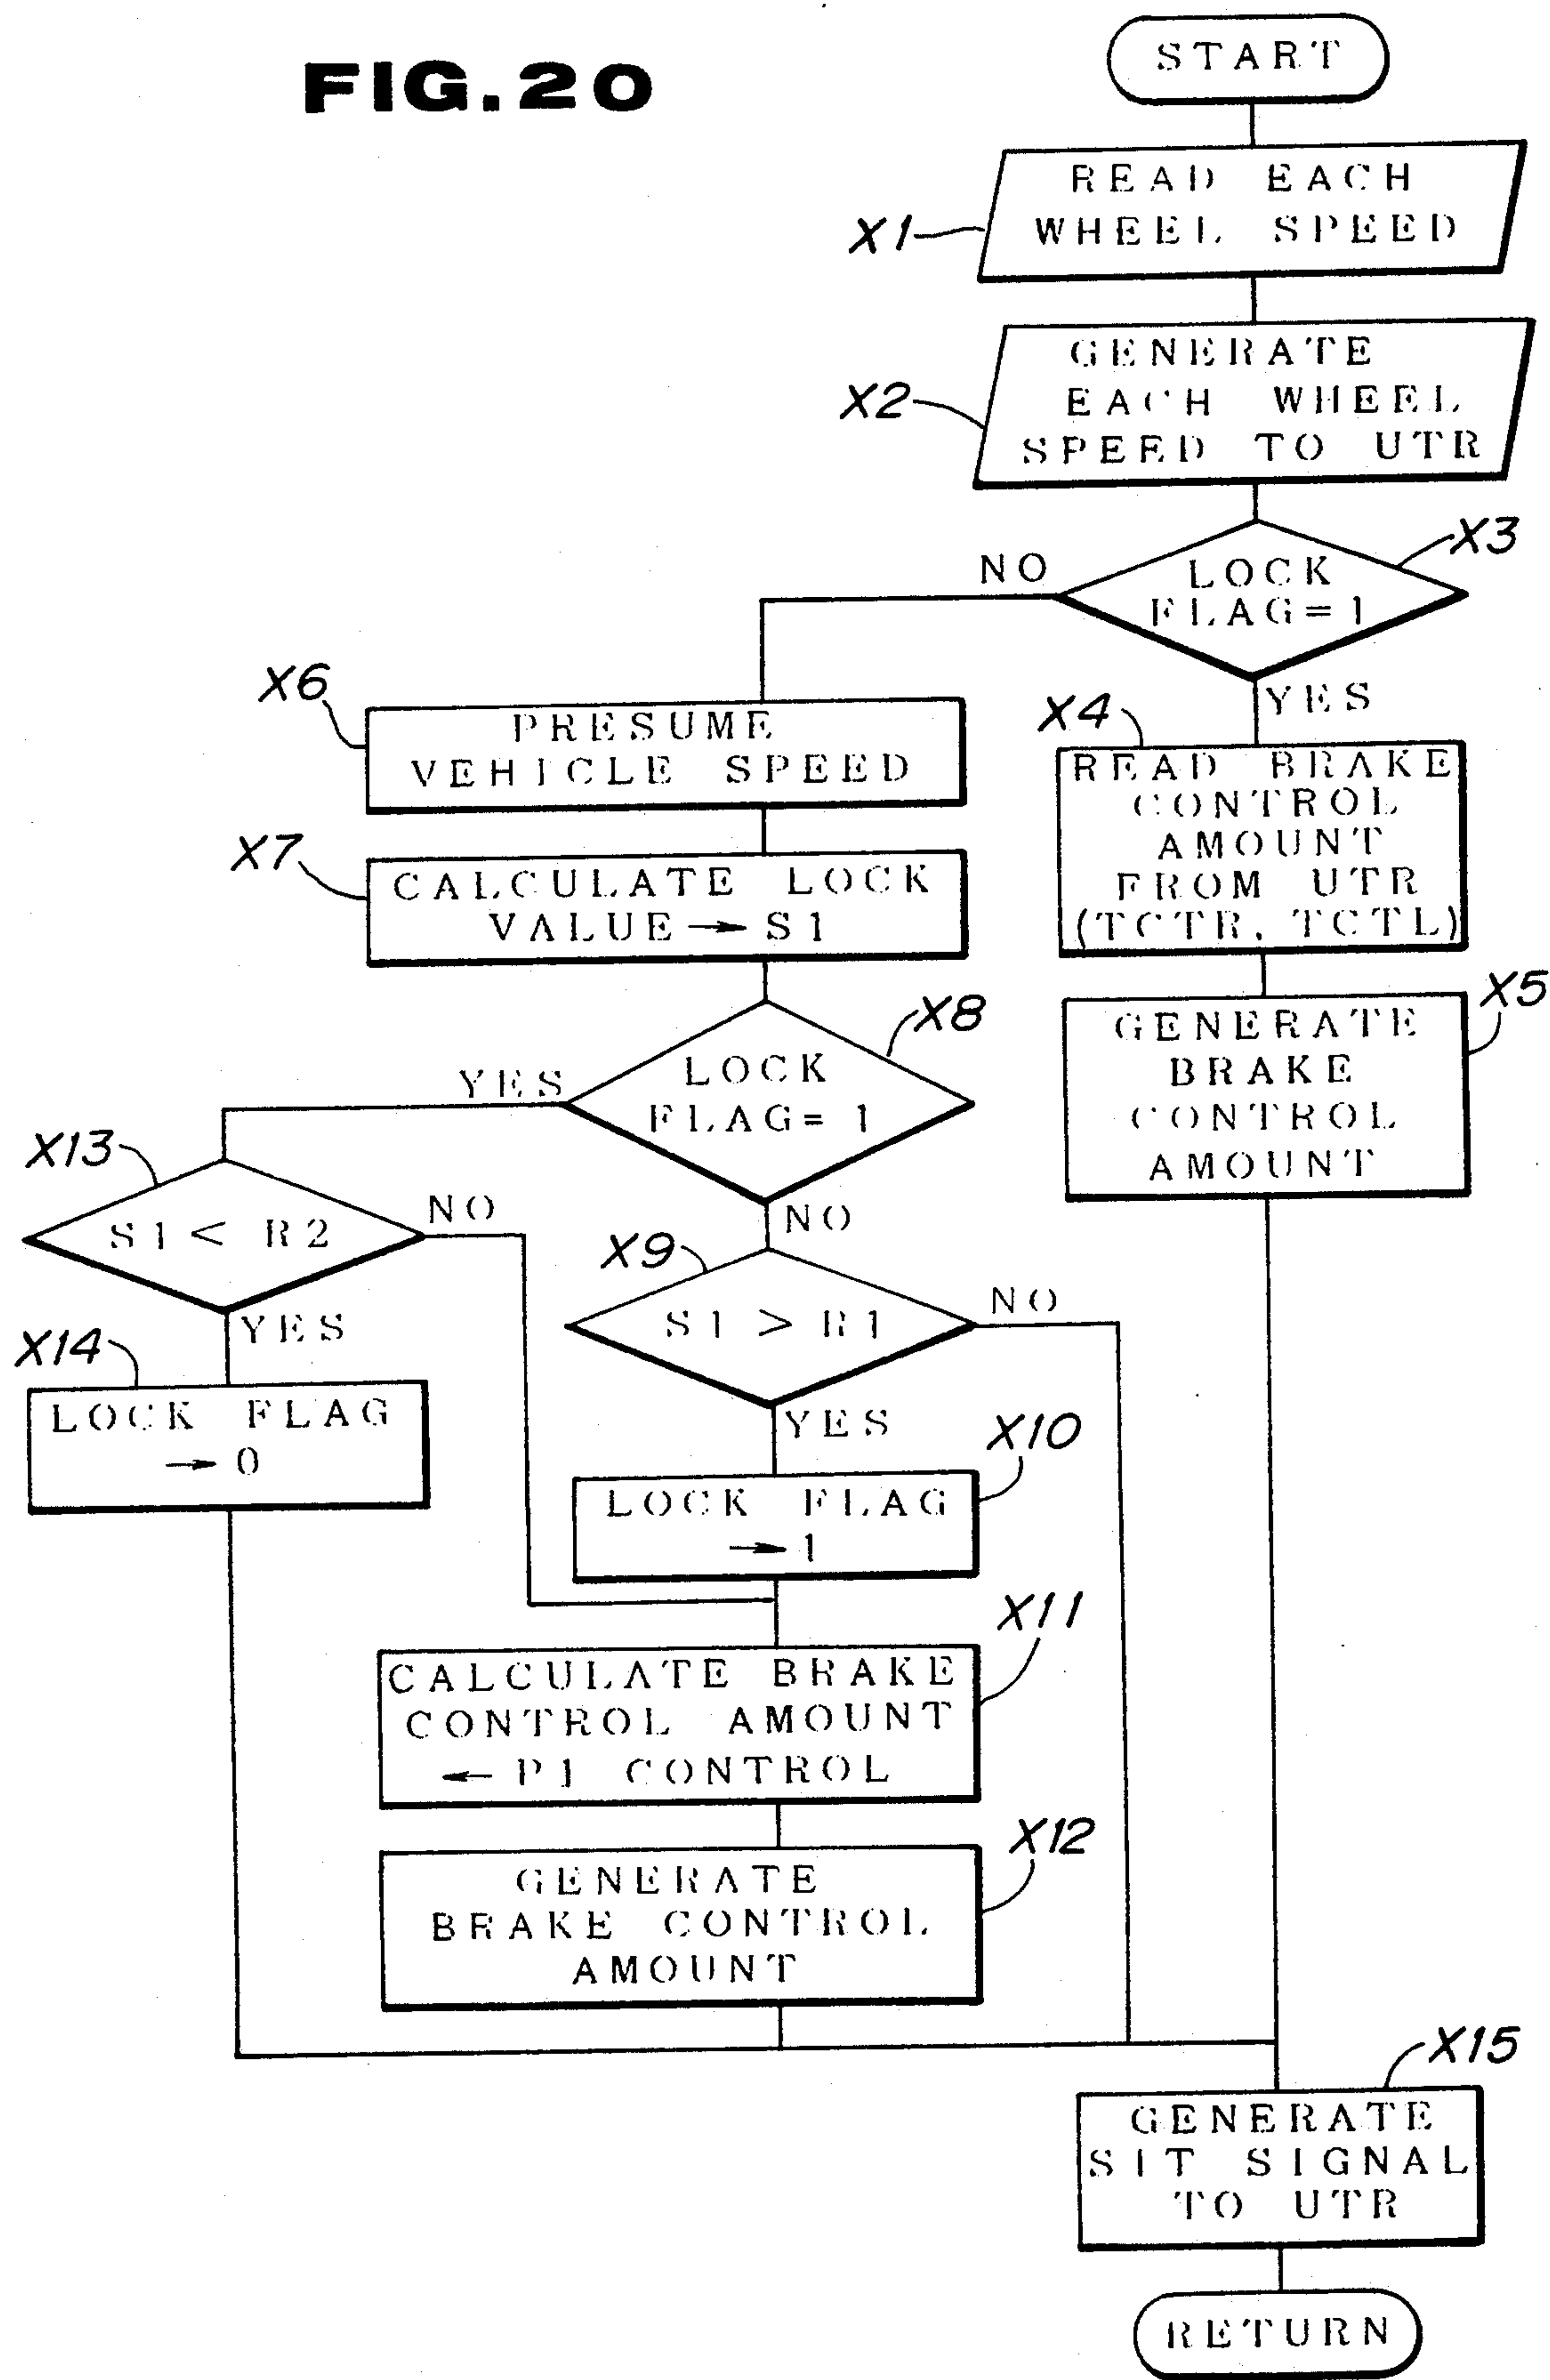 FIG.20
START
X1
READ EACH
WHEEL SPEED
X2
GENERATE
EACH WHEEL
SPEED TO UTR
X3
LOCK
FLAG=1
NO
YES
X4
READ BRAKE
CONTROL
AMOUNT
FROM UTR
(TCTR, TCTL)
X5
GENERATE
BRAKE
CONTROL
AMOUNT
X6
PRESUME
VEHICLE SPEED
X7
CALCULATE LOCK
VALUE → S1
X8
LOCK
FLAG= 1
YES
NO
X13
S1 < R2
NO
YES
X14
LOCK FLAG
→ 0
X9
S1 > R1
NO
YES
X10
LOCK FLAG
→ 1
X11
CALCULATE BRAKE
CONTROL AMOUNT
← PI CONTROL
X12
GENERATE
BRAKE CONTROL
AMOUNT
X15
GENERATE
SIT SIGNAL
TO UTR
RETURN